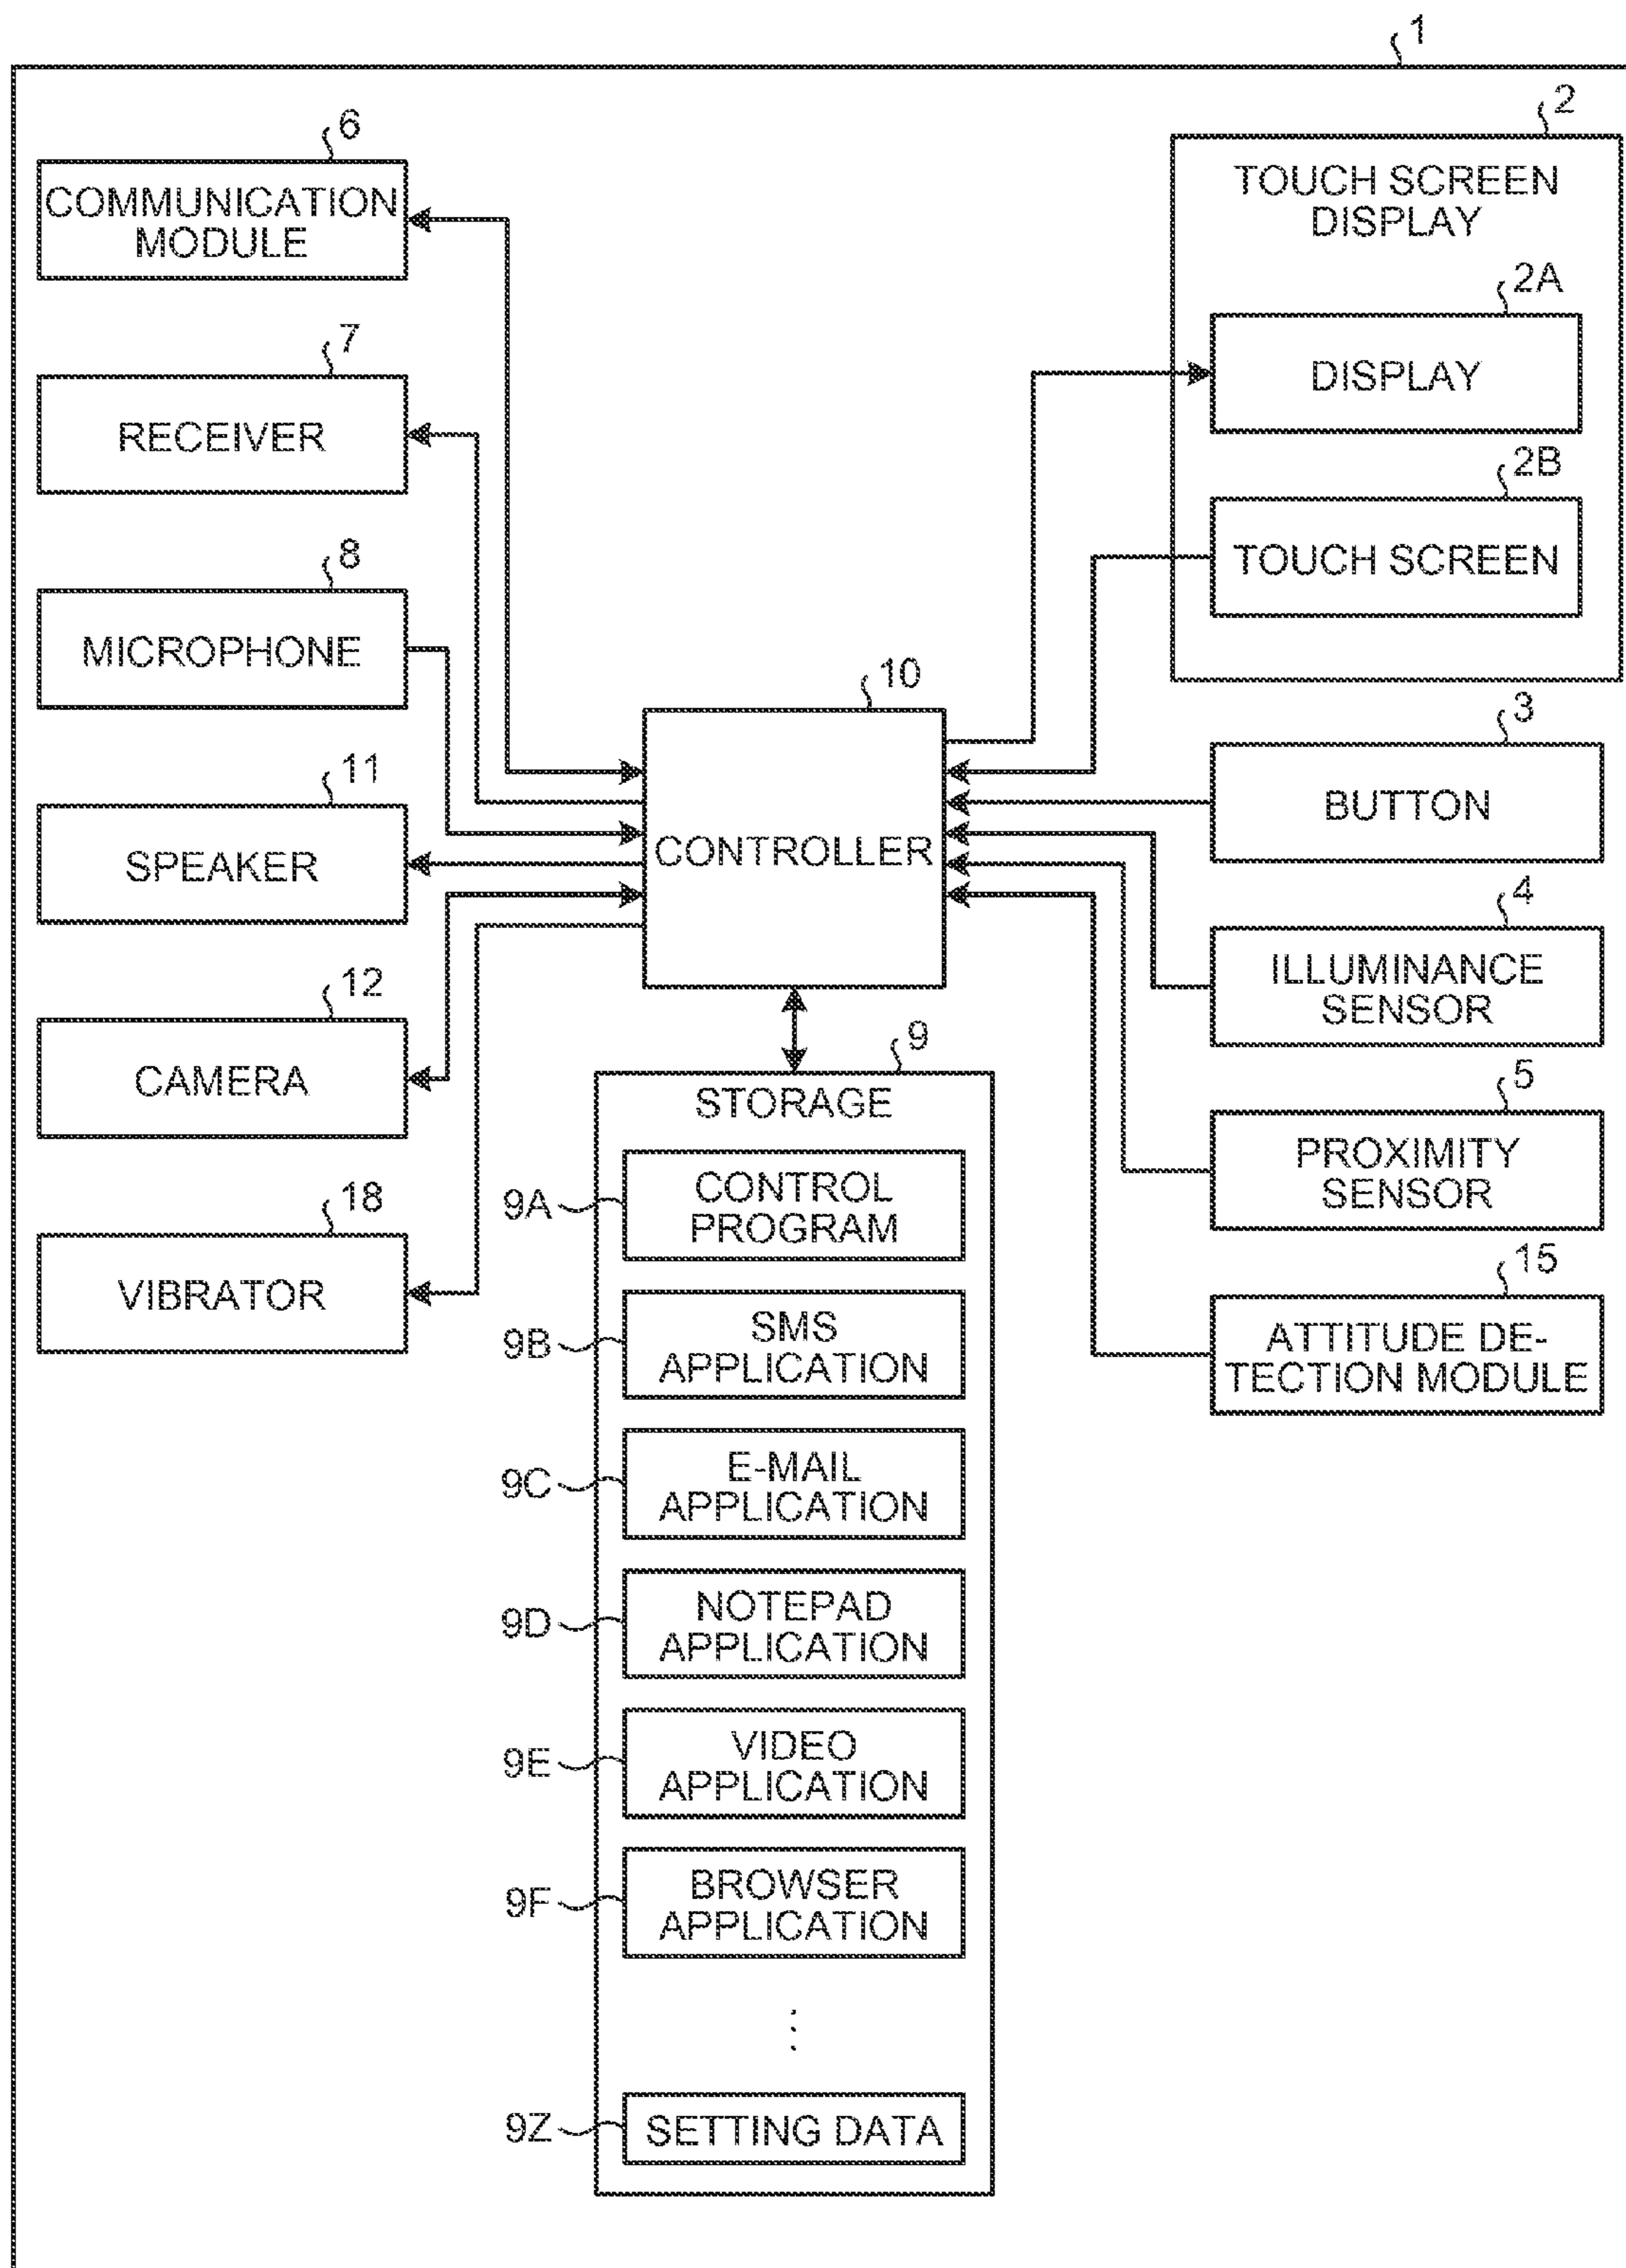 1
6
COMMUNICATION
MODULE
7
RECEIVER
8
MICROPHONE
11
SPEAKER
12
CAMERA
18
VIBRATOR
10
CONTROLLER
9
STORAGE
9A
CONTROL
PROGRAM
9B
SMS
APPLICATION
9C
E-MAIL
APPLICATION
9D
NOTEPAD
APPLICATION
9E
VIDEO
APPLICATION
9F
BROWSER
APPLICATION
9Z
SETTING DATA
2
TOUCH SCREEN
DISPLAY
2A
DISPLAY
2B
TOUCH SCREEN
3
BUTTON
4
ILLUMINANCE
SENSOR
5
PROXIMITY
SENSOR
15
ATTITUDE DE-
TECTION MODULE